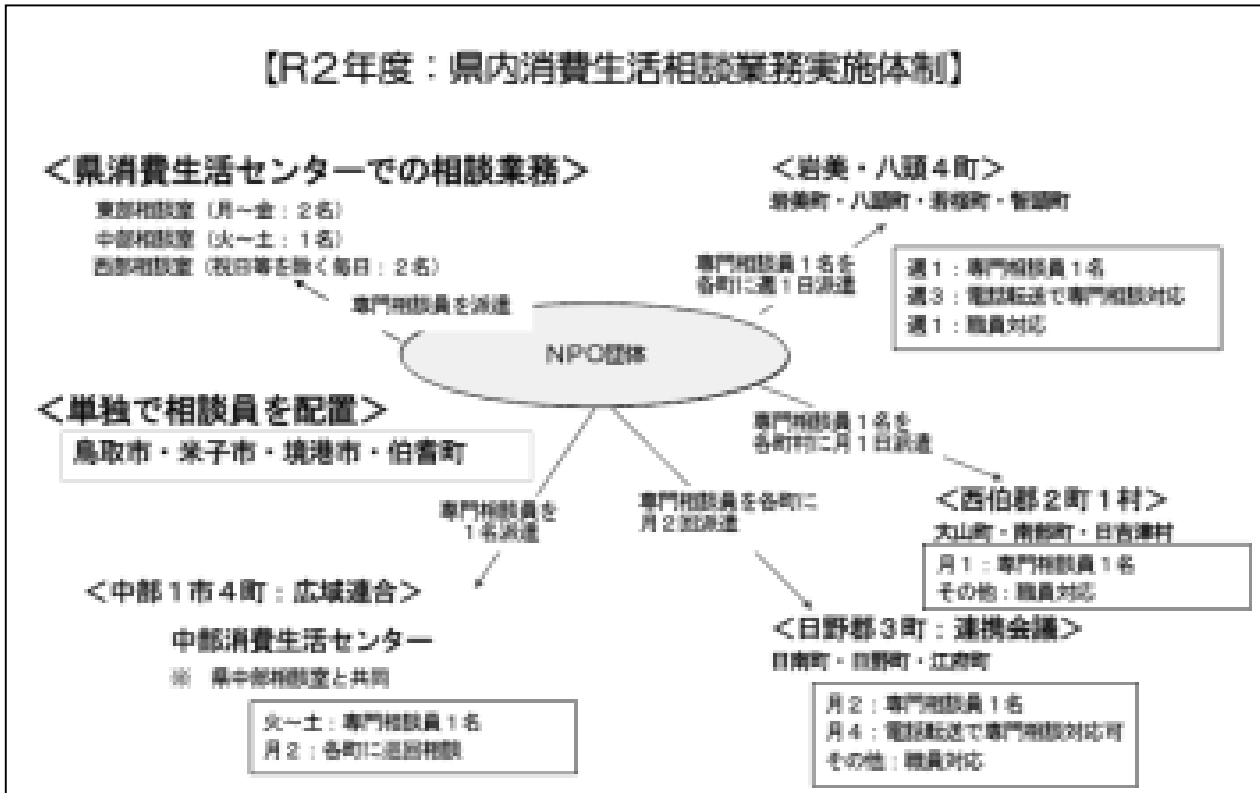 【R2年度：県内消費生活相談業務実施体制】
＜県消費生活センターでの相談業務＞
東部相談室（月～金：2名）
中部相談室（火～土：1名）
西部相談室（祝日等を除く毎日：2名）
専門相談員を派遣
＜岩美・八頭4町＞
岩美町・八頭町・若桜町・智頭町
専門相談員1名を
各町に週1日派遣
週1：専門相談員1名
週3：電話転送で専門相談対応
週1：職員対応
NPO団体
＜単独で相談員を配置＞
鳥取市・米子市・境港市・伯耆町
専門相談員1名を
各町村に月1日派遣
＜西伯郡2町1村＞
大山町・南部町・日吉津村
月1：専門相談員1名
その他：職員対応
専門相談員を
1名派遣
専門相談員を各町に
月2回派遣
＜中部1市4町：広域連合＞
中部消費生活センター
※　県中部相談室と共同
火～土：専門相談員1名
月2：各町に巡回相談
＜日野郡3町：連携会議＞
日南町・日野町・江府町
月2：専門相談員1名
月4：電話転送で専門相談対応可
その他：職員対応